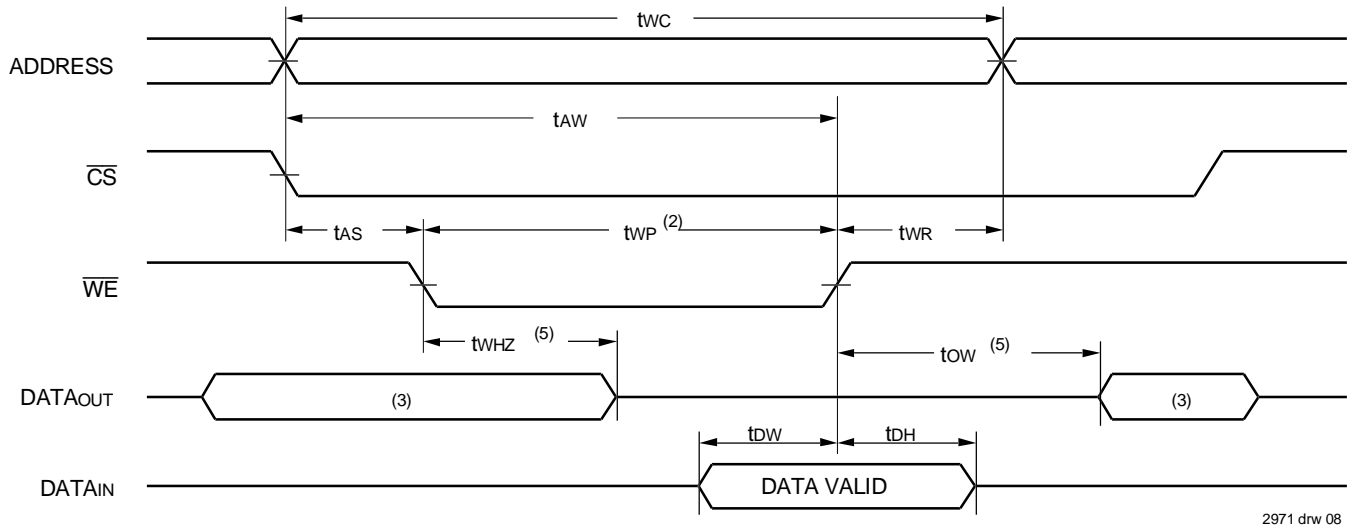 tWC
ADDRESS
tAW
CS
tAS
tWP (2)
tWR
WE
tWHZ (5)
tOW (5)
DATAOUT
(3)
(3)
tDW
tDH
DATAIN
DATA VALID
2971 drw 08